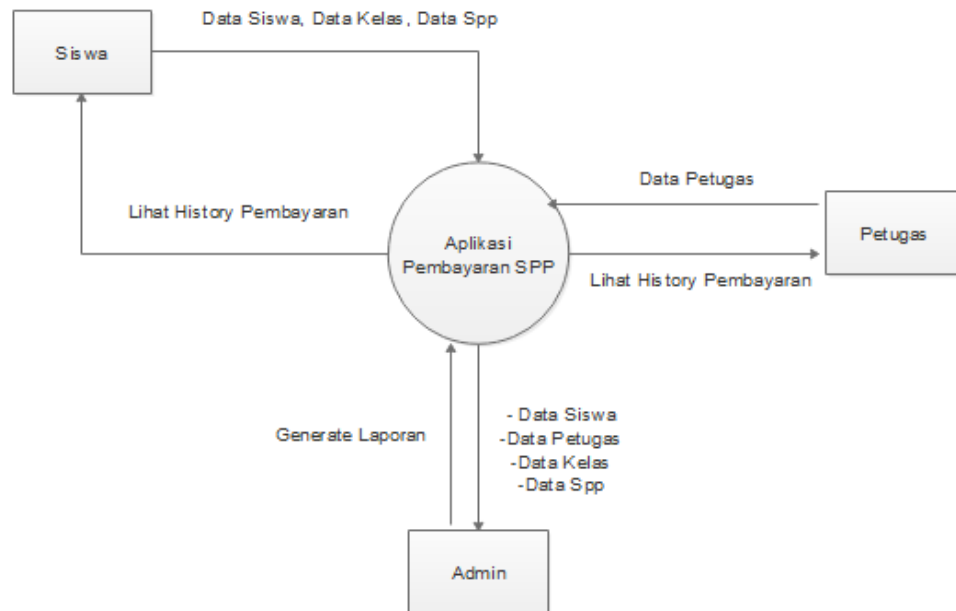 Data Siswa, Data Kelas, Data Spp
Siswa
Data Petugas
Lihat History Pembayaran
Petugas
Aplikasi
Pembayaran SPP
Lihat History Pembayaran
- Data Siswa
-Data Petugas
-Data Kelas
-Data Spp
Generate Laporan
Admin